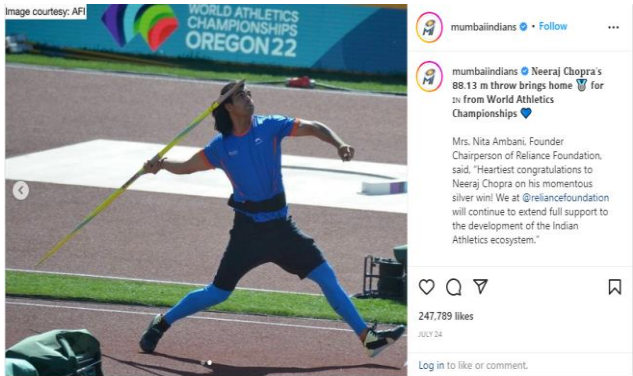 Image courtesy: AFI
WORLD ATHLETICS
CHAMPIONSHIPS
OREGON22
mumbaiindians • Follow
mumbaiindians Neeraj Chopra's
88.13 m throw brings home 🥈 for
IN from World Athletics
Championships 💙
Mrs. Nita Ambani, Founder
Chairperson of Reliance Foundation,
said, "Heartiest congratulations to
Neeraj Chopra on his momentous
silver win! We at @reliancefoundation
will continue to extend full support to
the development of the Indian
Athletics ecosystem."
247,789 likes
JULY 24
Log in to like or comment.